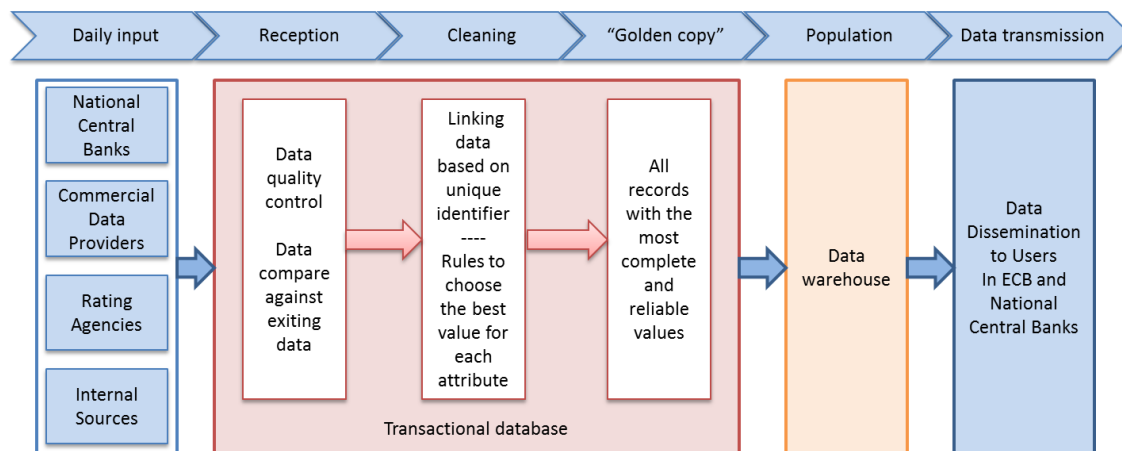 Daily input
Reception
Cleaning
“Golden copy”
Population
Data transmission
National
Central
Banks
Commercial
Data
Providers
Rating
Agencies
Internal
Sources
Data
quality
control
Data
compare
against
exiting
data
Linking
data
based on
unique
identifier
----
Rules to
choose
the best
value for
each
attribute
All
records
with the
most
complete
and
reliable
values
Transactional database
Data
warehouse
Data
Dissemination
to Users
In ECB and
National
Central Banks